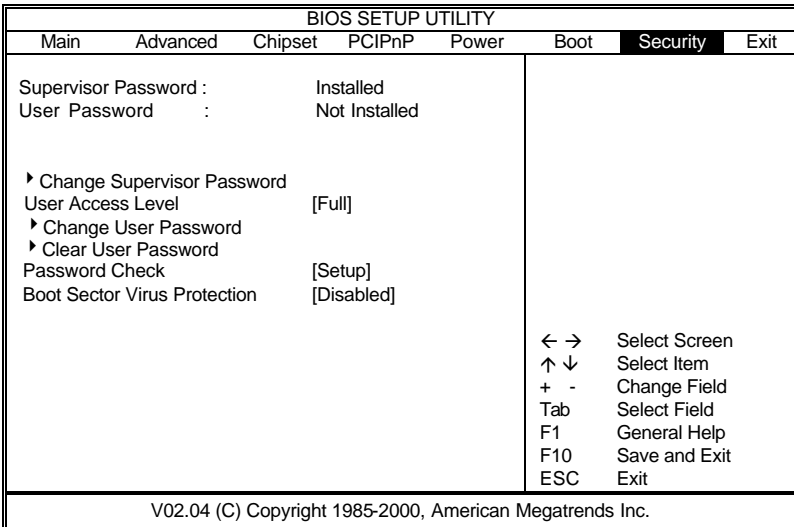 BIOS SETUP UTILITY
Main Advanced Chipset PCIPnP Power Boot Security Exit
Supervisor Password : Installed
User Password : Not Installed
Change Supervisor Password
User Access Level [Full]
Change User Password
Clear User Password
Password Check [Setup]
Boot Sector Virus Protection [Disabled]
← → Select Screen
↑ ↓ Select Item
+ - Change Field
Tab Select Field
F1 General Help
F10 Save and Exit
ESC Exit
V02.04 (C) Copyright 1985-2000, American Megatrends Inc.